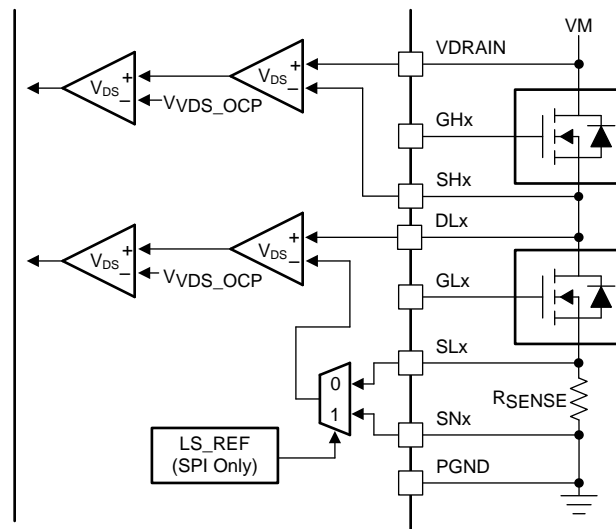 VM
VDRAIN
VDS
+
−
VVDS_OCP
VDS
+
−
GHx
SHx
DLx
VDS
+
−
VVDS_OCP
VDS
+
−
GLx
SLx
0
1
RSENSE
SNx
LS_REF
(SPI Only)
PGND